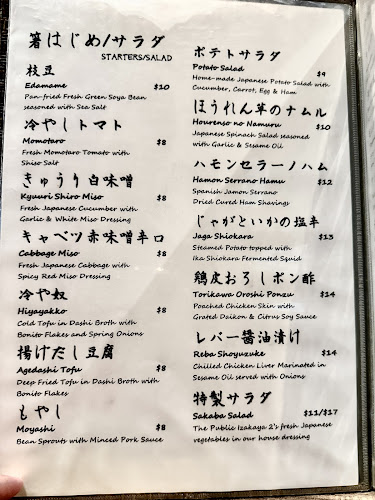 箸はじめ/サラダ
STARTERS/SALAD
枝豆
Edamame $10
Pan-fried Fresh Green Soya Bean
seasoned with Sea Salt
冷やしトマト
Momotaro $8
Fresh Momotaro Tomato with
Shiso Salt
きゅうり白味噌
Kyuuri Shiro Miso $8
Fresh Japanese Cucumber with
Garlic & White Miso Dressing
キャベツ赤味噌辛口
Cabbage Miso $8
Fresh Japanese Cabbage with
Spicy Red Miso Dressing
冷や奴
Hiyayakko $8
Cold Tofu in Dashi Broth with
Bonito Flakes and Spring Onions
揚げだし豆腐
Agedashi Tofu $8
Deep Fried Tofu in Dashi Broth with
Bonito Flakes
もやし
Moyashi $8
Bean Sprouts with Minced Pork Sauce
ポテトサラダ
Potato Salad $9
Home-made Japanese Potato Salad with
Cucumber, Carrot, Egg & Ham
ほうれん草のナムル
Hourenso no Namuru $10
Japanese Spinach Salad seasoned
with Garlic & Sesame Oil
ハモンセラーノハム
Hamon Serrano Hamu $12
Spanish Jamon Serrano
Dried Cured Ham Shavings
じゃがといかの塩辛
Jaga Shiokara $13
Steamed Potato topped with
Ika Shiokara Fermented Squid
鶏皮おろしポン酢
Torikawa Oroshi Ponzu $14
Poached Chicken Skin with
Grated Daikon & Citrus Soy Sauce
レバー醤油漬け
Reba Shoyuzuke $14
Chilled Chicken Liver Marinated in
Sesame Oil served with Onions
特製サラダ
Sakaba Salad $11/$17
The Public Izakaya 2's fresh Japanese
vegetables in our house dressing